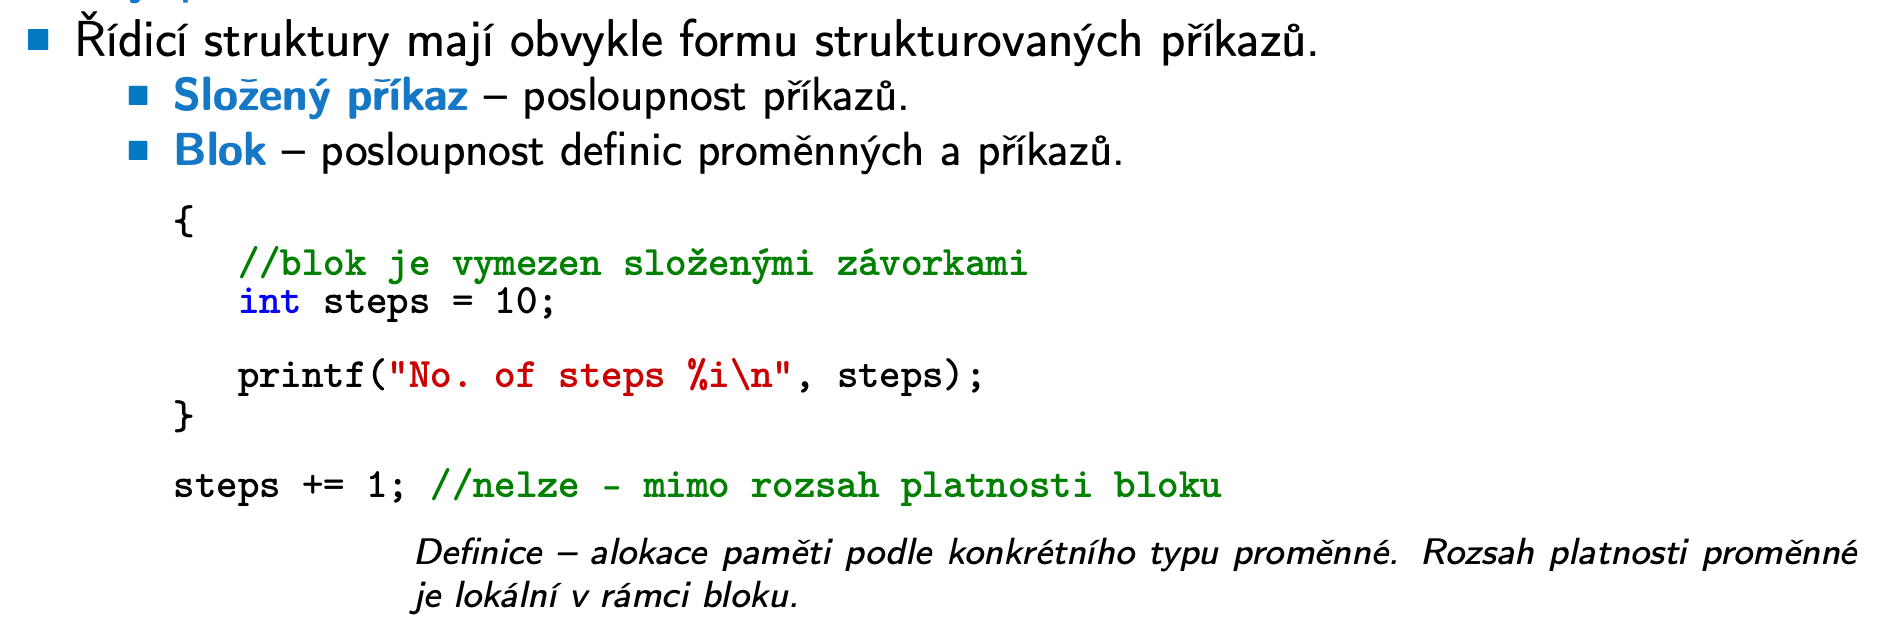 Řídicí struktury mají obvykle formu strukturovaných příkazů.
Složený příkaz – posloupnost příkazů.
Blok – posloupnost definic proměnných a příkazů.
{
//blok je vymezen složenými závorkami
int steps = 10;
printf("No. of steps %i\n", steps);
}
steps += 1; //nelze - mimo rozsah platnosti bloku
Definice – alokace paměti podle konkrétního typu proměnné. Rozsah platnosti proměnné
je lokální v rámci bloku.